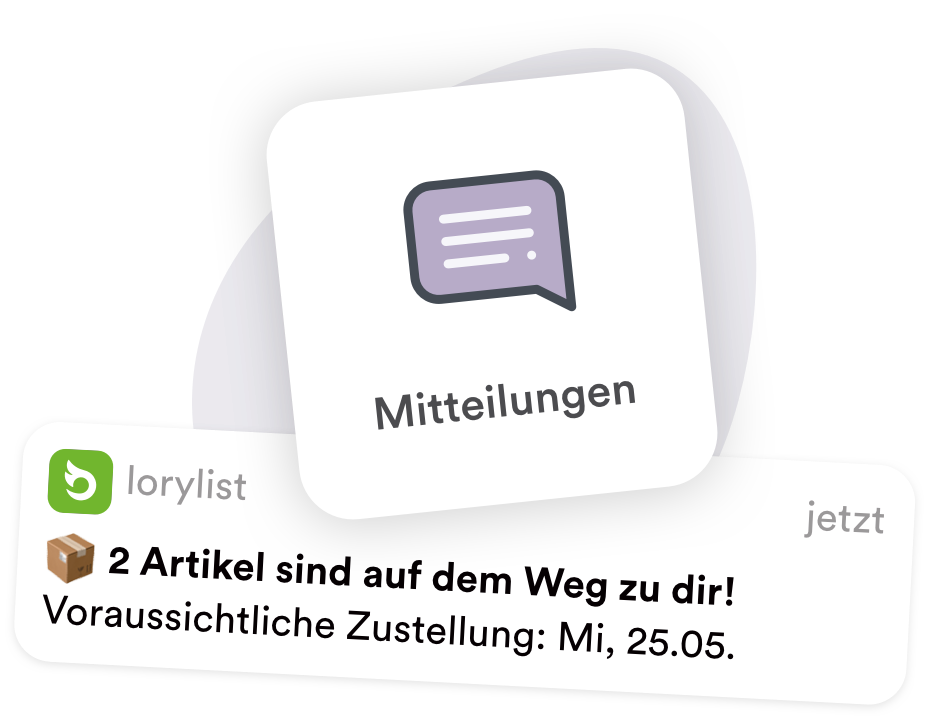 Mitteilungen
lorylist
jetzt
📦 2 Artikel sind auf dem Weg zu dir!
Voraussichtliche Zustellung: Mi, 25.05.